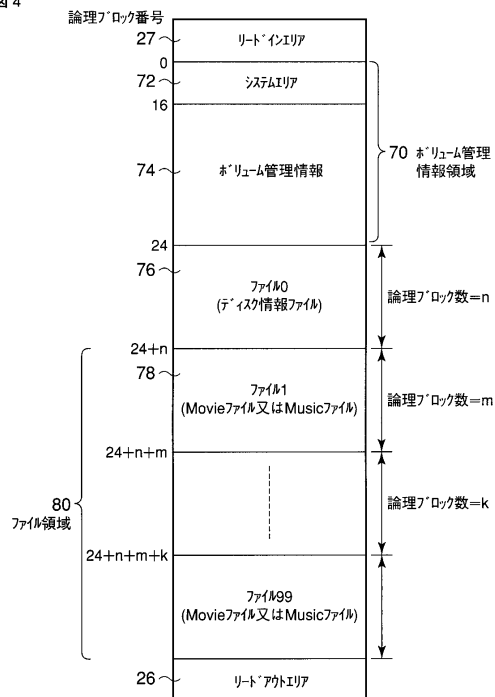 図4
論理ブロック番号
27 リードインエリア
0
72 システムエリア
16
74 ボリューム管理情報
70 ボリューム管理
情報領域
24
76 ファイル0
(ディスク情報ファイル)
論理ブロック数=n
24+n
78 ファイル1
(Movieファイル又はMusicファイル)
論理ブロック数=m
24+n+m
80
ファイル領域
論理ブロック数=k
24+n+m+k
ファイル99
(Movieファイル又はMusicファイル)
26 リードアウトエリア